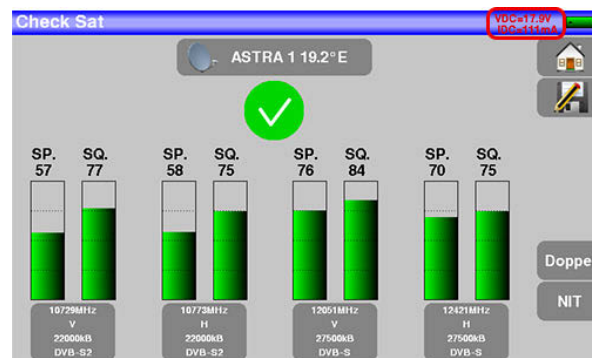 Check Sat
VDC=17.9V
IDC=111mA
ASTRA 1 19.2°E
SP. SQ. SP. SQ. SP. SQ. SP. SQ.
57 77 58 75 76 84 70 75
Doppe
NIT
10729MHz 10773MHz 12051MHz 12421MHz
V H V H
22000kB 22000kB 27500kB 27500kB
DVB-S2 DVB-S2 DVB-S DVB-S